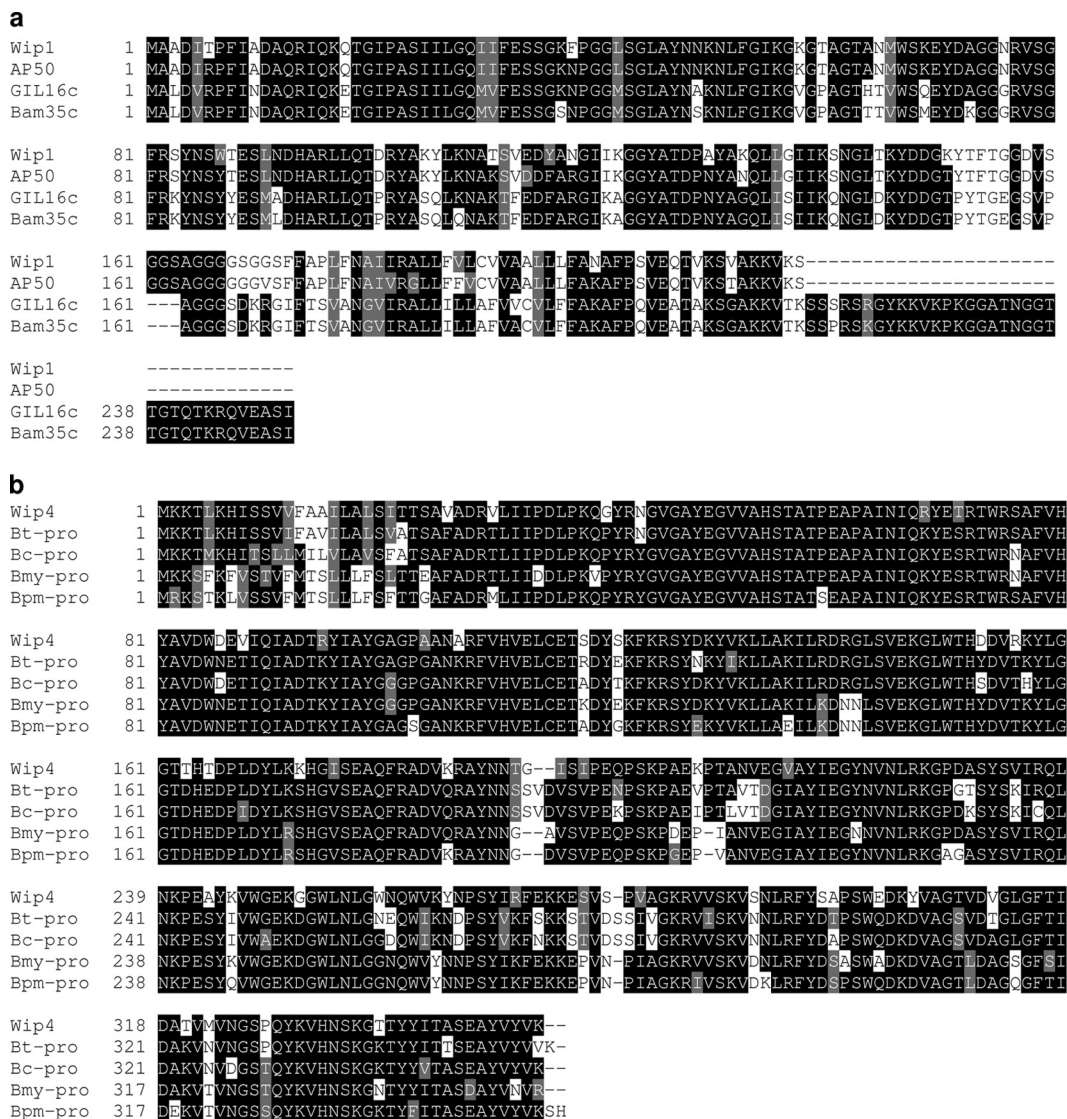 a
Wip1 1 MAADITPFIADAQRIQKQTGIPASIILGQIIFESSGKFPGGLSGLAYNNKNLFGIKGKGTAGTANMWSKEYDAGGNRVSG
AP50 1 MAADIRPFIADAQRIQKQTGIPASIILGQIIFESSGKNPGGLSGLAYNNKNLFGIKGKGTAGTANMWSKEYDAGGNRVSG
GIL16c 1 MALDVRPFINDAQRIQKETGIPASIILGQMVFESSGKNPGGMSGLAYNAKNLFGIKGVGPAGTHTVWSQEYDAGGGRVSG
Bam35c 1 MALDVRPFINDAQRIQKETGIPASIILGQMVFESSGSNPGGMSGLAYNSKNLFGIKGVGPAGTTTVWSMEYDKGGGRVSG
Wip1 81 FRSYNSWTESLNDHARLLQTDRYAKYLKNATSVEDYANGIIKGGYATDPAYAKQLLGIIKSNGLTKYDDGKYTFTGGDVS
AP50 81 FRSYNSYTESLNDHARLLQTDRYAKYLKNAKSVDDFARGIIKGGYATDPNYANQLLGIIKSNGLTKYDDGTYTFTGGDVS
GIL16c 81 FRKYNSYYESMADHARLLQTPRYASQLKNAKTFEDFARGIKAGGYATDPNYAGQLISIIKQNGLDKYDDGTPYTGEGSVP
Bam35c 81 FRKYNSYYESMLDHARLLQTPRYASQLQNAKTFEDFARGIKAGGYATDPNYAGQLISIIKQNGLDKYDDGTPYTGEGSVP
Wip1 161 GGSAGGGGGSGGSFFAPLFNAIIRALLFVLCVVAALLLFANAFPSVEQTVKSVAKKVKS----------------------
AP50 161 GGSAGGGGGGVSFFAPLFNAIVRGLLFFVCVVAALLLFAKAFPSVEQTVKSTAKKVKS----------------------
GIL16c 161 ---AGGGSDKRGIFTSVANGVIRALLILLAFVVCVLFFAKAFPQVEATAKSGAKKVTKSSSRSRGYKKVKPKGGATNGGT
Bam35c 161 ---AGGGSDKRGIFTSVANGVIRALLILLAFVACVLFFAKAFPQVEATAKSGAKKVTKSSPRSKGYKKVKPKGGATNGGT
Wip1 -------------
AP50 -------------
GIL16c 238 TGTQTKRQVEASI
Bam35c 238 TGTQTKRQVEASI
b
Wip4 1 MKKTLKHISSVVFAAILALSITTSAVADRVLIIPDLPKQGYRNGVGAYEGVVAHSTATPEAPAINIQRYETRTWRSAFVH
Bt-pro 1 MKKTLKHISSVIFAVILALSVATSAFADRTLIIPDLPKQPYRNGVGAYEGVVAHSTATPEAPAINIQKYESRTWRSAFVH
Bc-pro 1 MKKTMKHITSLLMILVLAVSFATSAFADRTLIIPDLPKQPYRYGVGAYEGVVAHSTATPEAPAINIQKYESRTWRNAFVH
Bmy-pro 1 MKKSFKFVSTVFMTSLLLFSLTTEAFADRTLIIDDLPKVPYRYGVGAYEGVVAHSTATPEAPAINIQKYESRTWRNAFVH
Bpm-pro 1 MRKSTKLVSSVFMTSLLLFSFTTGAFADRMLIIPDLPKQPYRYGVGAYEGVVAHSTATSEAPAINIQKYESRTWRNAFVH
Wip4 81 YAVDWDEVIQIADTRYIAYGAGPAANARFVHVELCETSDYSKFKRSYDKYVKLLAKILRDRGLSVEKGLWTHDDVRKYLG
Bt-pro 81 YAVDWNETIQIADTKYIAYGAGPGANKRFVHVELCETRDYEKFKRSYNKYIKLLAKILRDRGLSVEKGLWTHYDVTKYLG
Bc-pro 81 YAVDWDETIQIADTKYIAYGGGPGANKRFVHVELCETADYTKFKRSYDKYVKLLAKILRDRGLSVEKGLWTHSDVTHYLG
Bmy-pro 81 YAVDWNETIQIADTKYIAYGGGPGANKRFVHVELCETKDYEKFKRSYDKYVKLLAKILKDNNLSVEKGLWTHYDVTKYLG
Bpm-pro 81 YAVDWNETIQIADTKYIAYGAGSGANKRFVHVELCETADYGKFKRSYEKYVKLLAEILKDNNLSVEKGLWTHYDVTKYLG
Wip4 161 GTTHTDPLDYLKKHGISEAQFRADVKRAYNNTG--ISISPEQPSKPAEKPTANVEGVAYIEGYNVNLRKGPDASYSVIRQL
Bt-pro 161 GTDHEDPLDYLKSHGVSEAQFRADVKRAYNNSSVDVSVPENPSKPAEVPTAVTDGIAYIEGYNVNLRKGPGTSYSKIRQL
Bc-pro 161 GTDHEDPIDYLKSHGVSEAQFRADVKRAYNNSSVDVSVPEKPSKPAEIPTLVTDGIAYIEGYNVNLRKGPDKSYSKICQL
Bmy-pro 161 GTDHEDPLDYLRSHGVSEAQFRADVQRAYNNG--AVSVPEQPSKPDEP-IANVEGIAYIEGNNVNLRKGPDASYSVIRQL
Bpm-pro 161 GTDHEDPLDYLRSHGVSEAQFRADVKRAYNNG--DVSVPEQPSKPGEP-VANVEGIAYIEGYNVNLRKGAGASYSVIRQL
Wip4 239 NKPEAYKVWGEKGGWLNLGWNQWVKYNPSYIRFEKKESVS-PVAGKRVVSKVSNLRFYSAPSWEDKYVAGTVDVGLGFTI
Bt-pro 241 NKPESYIVWGEKDGWLNLGNEQWIKNDPSYVKFSKKSTVDSSIVGKRVISKVNNLRFYDTPSWQDKDVAGSVDTGLGFTI
Bc-pro 241 NKPESYIVWAEKDGWLNLGGDQWIKNDPSYVKFNKKSTVDSSIVGKRVVSKVNNLRFYDAPSWQDKDVAGSVDAGLGFTI
Bmy-pro 238 NKPESYKVWGEKDGWLNLGGNQWVYNNPSYIKFEKKEPVN-PIAGKRVVSKVDNLRFYDSASWADKDVAGTLDAGSGFSI
Bpm-pro 238 NKPESYQVWGEKDGWLNLGGNQWVYNNPSYIKFEKKEPVN-PIAGKRIVSKVDKLRFYDSPSWQDKDVAGTLDAGQGFTI
Wip4 318 DATVMVNGSPQYKVHNSKGTTYYITASEAYVYVK--
Bt-pro 321 DAKVNVNGSPQYKVHNSKGKTYYITTSEAYVYVVK-
Bc-pro 321 DAKVNVDGSTQYKVHNSKGKTYYVTASEAYVYVK--
Bmy-pro 317 DAKVTVNGSTQYKVHNSKGNTYYITASDAYVNVR--
Bpm-pro 317 DEKVTVNGSSQYKVHNSKGKTYFITASEAYVYVKSH